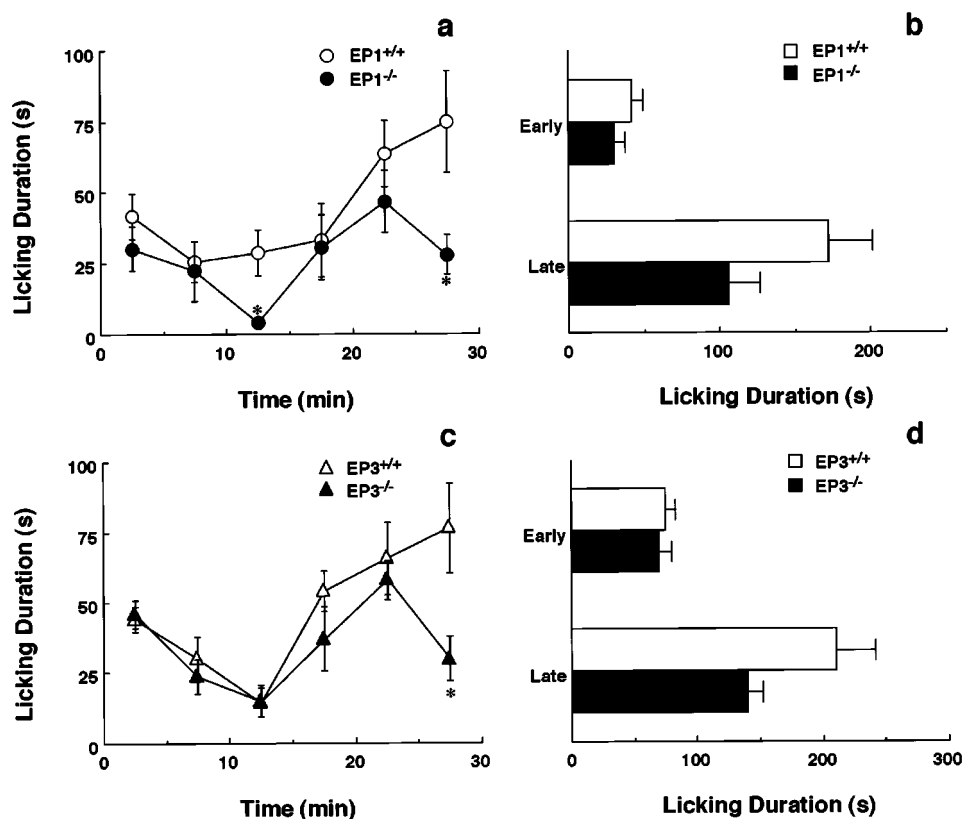 a
EP1+/+
EP1-/-
Licking Duration (s)
100
75
50
25
0
*
*
0 10 20 30
Time (min)
b
EP1+/+
EP1-/-
Early
Late
0 100 200
Licking Duration (s)
c
EP3+/+
EP3-/-
Licking Duration (s)
100
75
50
25
0
*
0 10 20 30
Time (min)
d
EP3+/+
EP3-/-
Early
Late
0 100 200 300
Licking Duration (s)